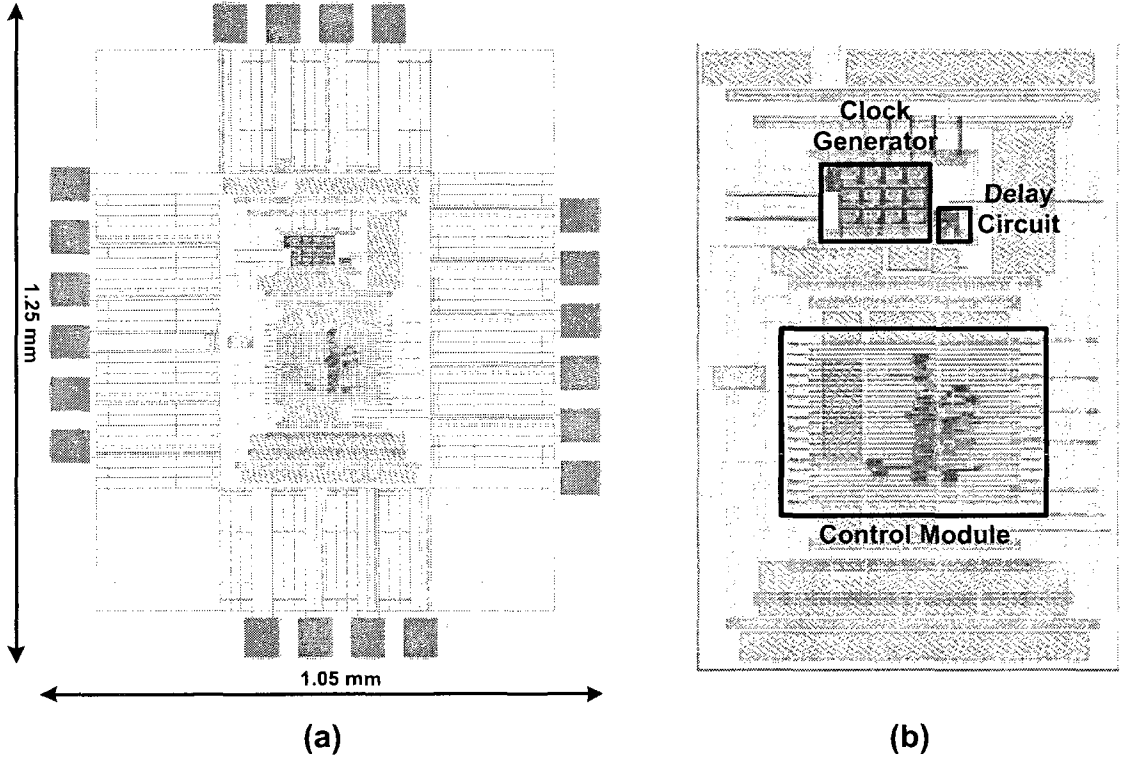 1.25 mm
1.05 mm
(a)
Clock
Generator
Delay
Circuit
Control Module
(b)